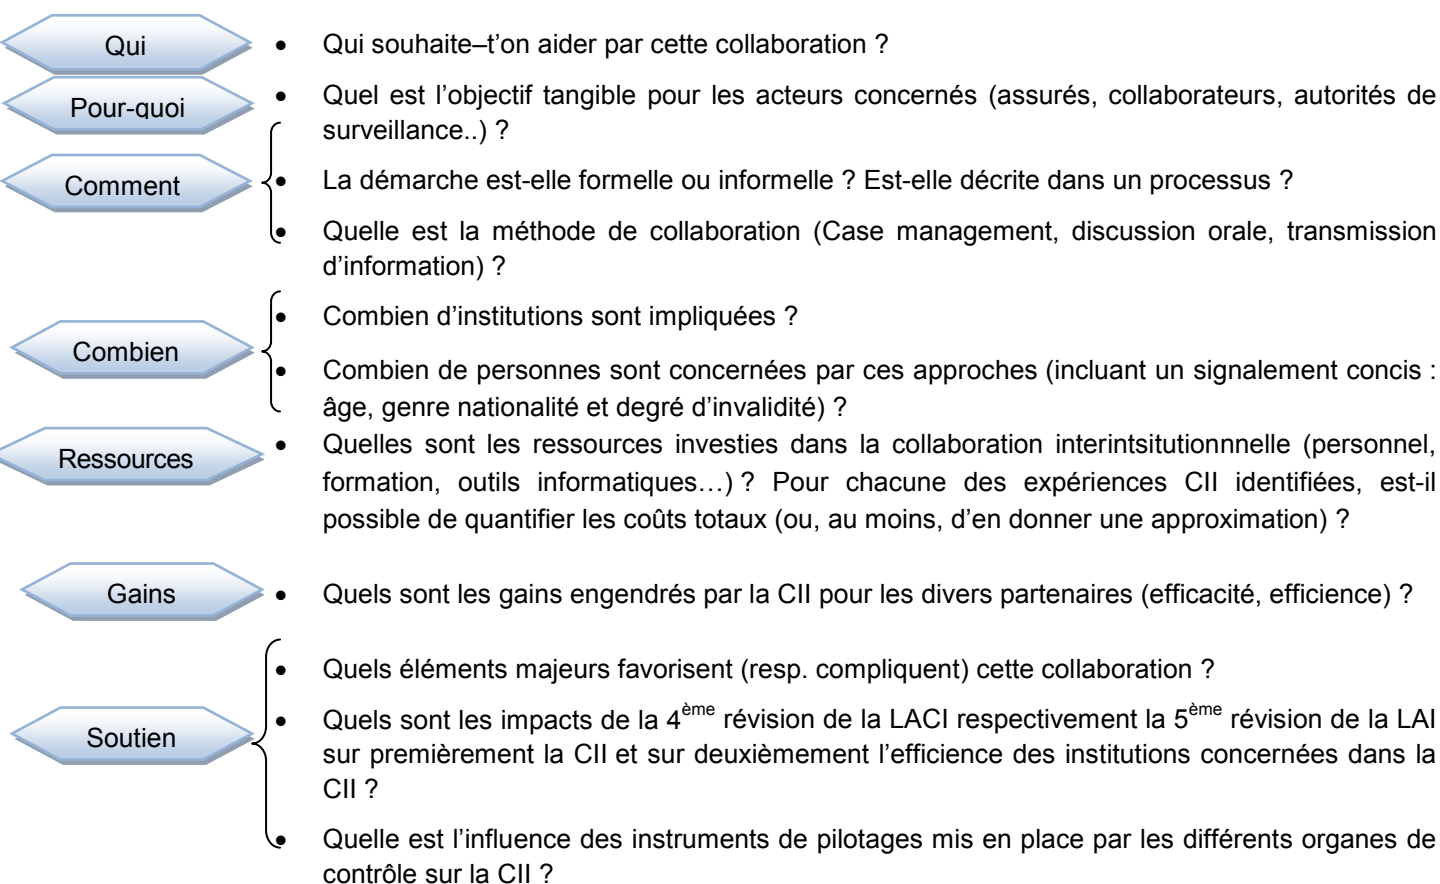 Qui
• Qui souhaite–t’on aider par cette collaboration ?
Pour-quoi
• Quel est l’objectif tangible pour les acteurs concernés (assurés, collaborateurs, autorités de
surveillance..) ?
Comment
• La démarche est-elle formelle ou informelle ? Est-elle décrite dans un processus ?
• Quelle est la méthode de collaboration (Case management, discussion orale, transmission
d’information) ?
Combien
• Combien d’institutions sont impliquées ?
• Combien de personnes sont concernées par ces approches (incluant un signalement concis :
âge, genre nationalité et degré d’invalidité) ?
Ressources
• Quelles sont les ressources investies dans la collaboration interintsitutionnnelle (personnel,
formation, outils informatiques…) ? Pour chacune des expériences CII identifiées, est-il
possible de quantifier les coûts totaux (ou, au moins, d’en donner une approximation) ?
Gains
• Quels sont les gains engendrés par la CII pour les divers partenaires (efficacité, efficience) ?
Soutien
• Quels éléments majeurs favorisent (resp. compliquent) cette collaboration ?
• Quels sont les impacts de la 4ème révision de la LACI respectivement la 5ème révision de la LAI
sur premièrement la CII et sur deuxièmement l’efficience des institutions concernées dans la
CII ?
• Quelle est l’influence des instruments de pilotages mis en place par les différents organes de
contrôle sur la CII ?